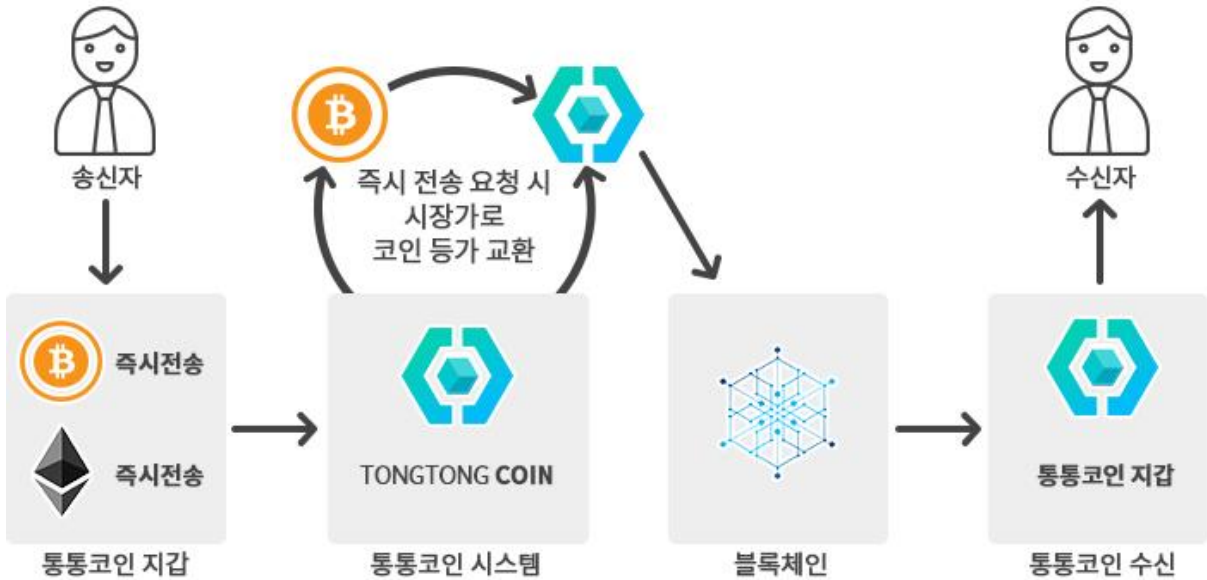 송신자
수신자
즉시 전송 요청 시
시장가로
코인 등가 교환
즉시전송
즉시전송
TONGTONG COIN
통통코인 지갑
통통코인 지갑
통통코인 시스템
블록체인
통통코인 수신